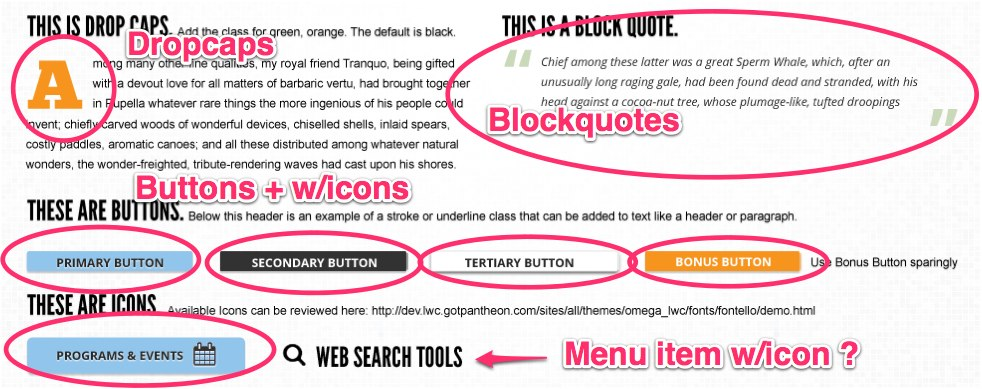 THIS IS DROP CAPS. Add the class for green, orange. The default is black.
Dropcaps
A
mong many other fine qualities, my royal friend Tranquo, being gifted
with a devout love for all matters of barbaric vertu, had brought together
in Pupella whatever rare things the more ingenious of his people could
invent; chiefly carved woods of wonderful devices, chiselled shells, inlaid spears,
costly paddles, aromatic canoes; and all these distributed among whatever natural
wonders, the wonder-freighted, tribute-rendering waves had cast upon his shores.
THIS IS A BLOCK QUOTE.
“
Chief among these latter was a great Sperm Whale, which, after an
unusually long raging gale, had been found dead and stranded, with his
head against a cocoa-nut tree, whose plumage-like, tufted droopings
”
Blockquotes
Buttons + w/icons
THESE ARE BUTTONS. Below this header is an example of a stroke or underline class that can be added to text like a header or paragraph.
PRIMARY BUTTON SECONDARY BUTTON TERTIARY BUTTON BONUS BUTTON Use Bonus Button sparingly
THESE ARE ICONS. Available Icons can be reviewed here: http://dev.lwc.gotpantheon.com/sites/all/themes/omega_lwc/fonts/fontello/demo.html
PROGRAMS & EVENTS WEB SEARCH TOOLS Menu item w/icon ?